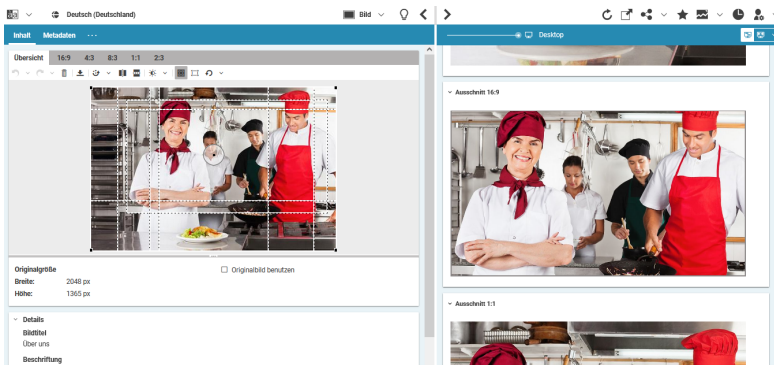 Deutsch (Deutschland)
Bild
Inhalt
Metadaten
Desktop
Übersicht
16:9
4:3
8:3
1:1
2:3
Originalgröße
Originalbild benutzen
Breite: 2048 px
Höhe: 1365 px
Details
Bildtitel
Über uns
Beschriftung
Ausschnitt 16:9
Ausschnitt 1:1